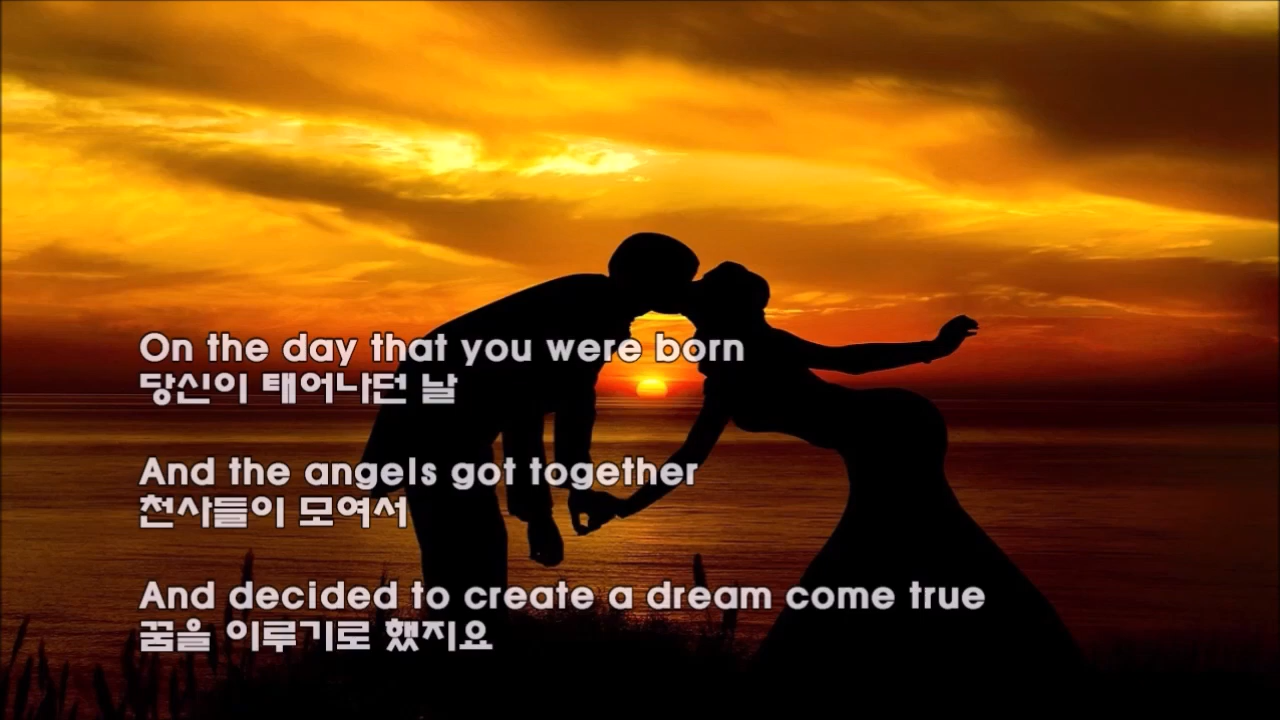 On the day that you were born
당신이 태어나던 날
And the angels got together
천사들이 모여서
And decided to create a dream come true
꿈을 이루기로 했지요